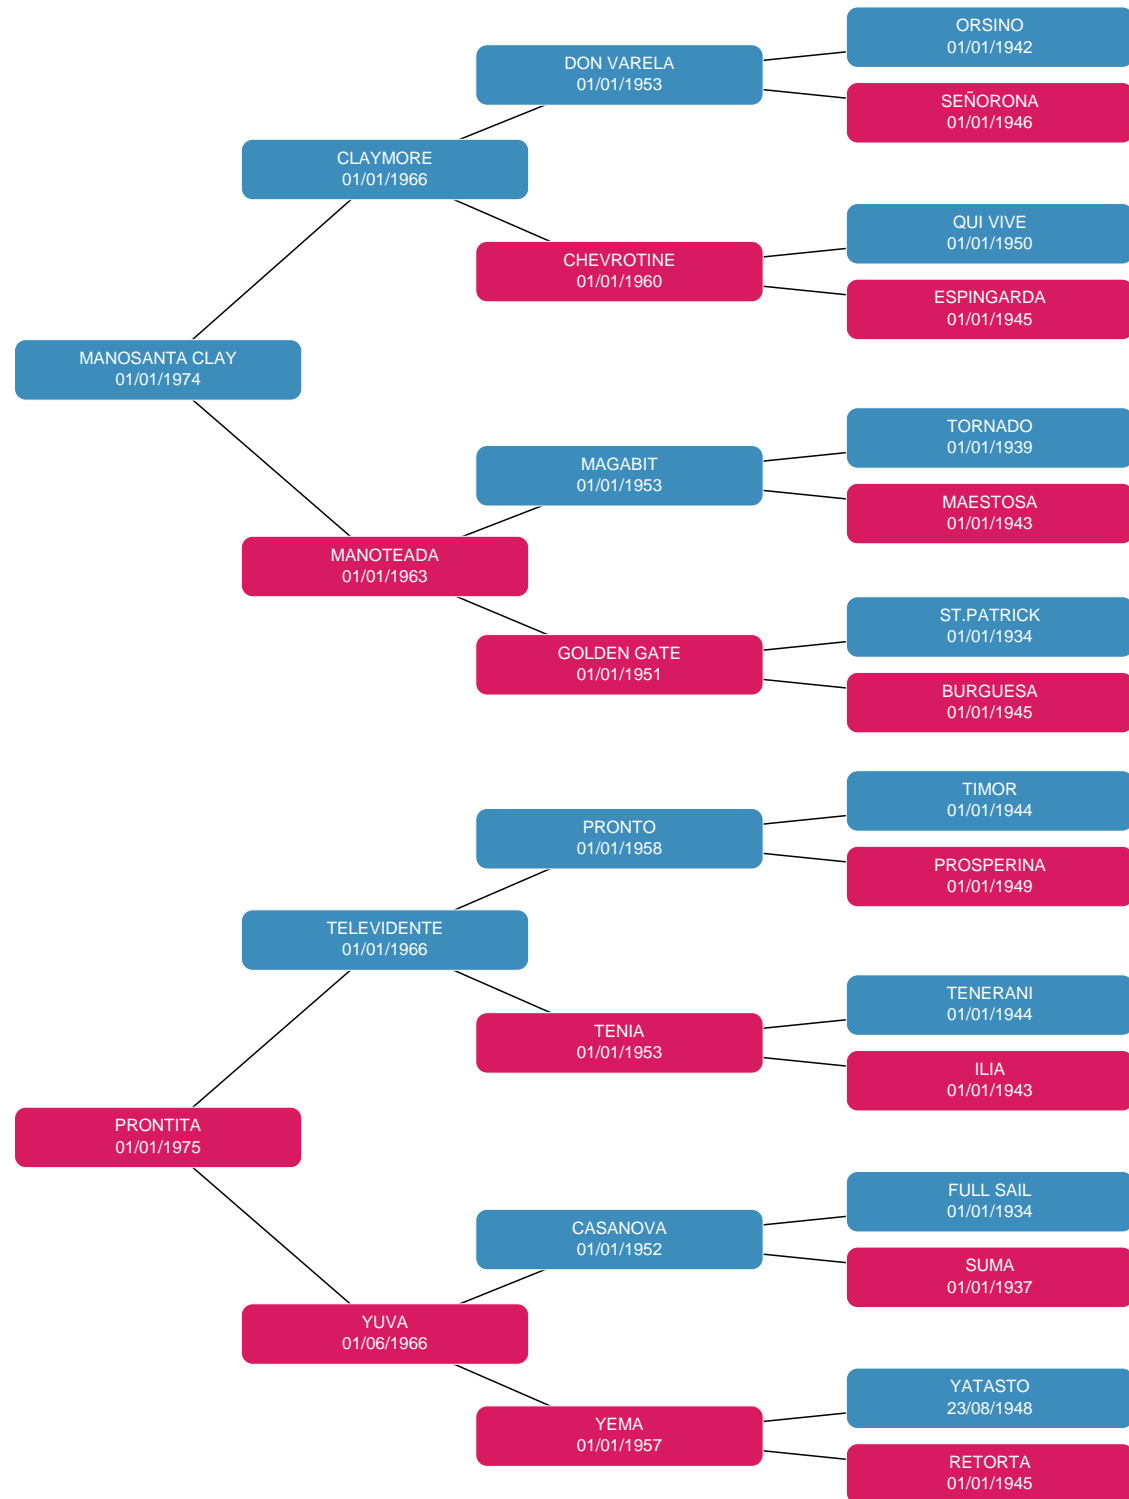 ORSINO
01/01/1942
DON VARELA
01/01/1953
SEÑORONA
01/01/1946
CLAYMORE
01/01/1966
QUI VIVE
01/01/1950
CHEVROTINE
01/01/1960
ESPINGARDA
01/01/1945
MANOSANTA CLAY
01/01/1974
TORNADO
01/01/1939
MAGABIT
01/01/1953
MAESTOSA
01/01/1943
MANOTEADA
01/01/1963
ST.PATRICK
01/01/1934
GOLDEN GATE
01/01/1951
BURGUESA
01/01/1945
TIMOR
01/01/1944
PRONTO
01/01/1958
PROSPERINA
01/01/1949
TELEVIDENTE
01/01/1966
TENERANI
01/01/1944
TENIA
01/01/1953
ILIA
01/01/1943
PRONTITA
01/01/1975
FULL SAIL
01/01/1934
CASANOVA
01/01/1952
SUMA
01/01/1937
YUVA
01/06/1966
YATASTO
23/08/1948
YEMA
01/01/1957
RETORTA
01/01/1945